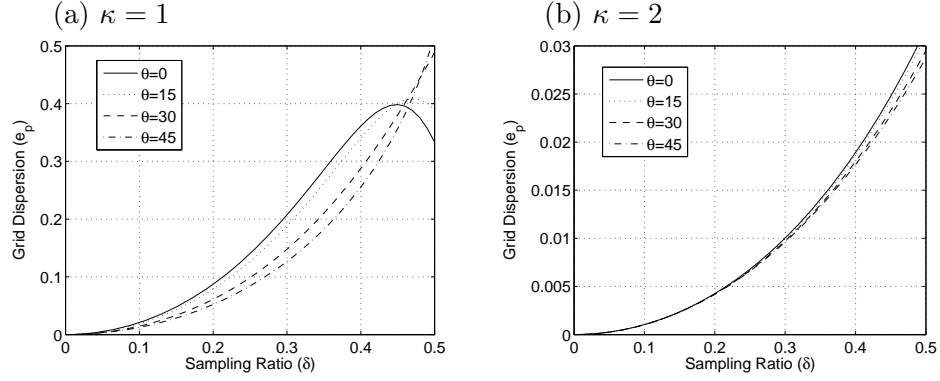 (a) κ = 1
0.5
0.4
0.3
0.2
0.1
0
Grid Dispersion (e_p)
θ=0
θ=15
θ=30
θ=45
0 0.1 0.2 0.3 0.4 0.5
Sampling Ratio (δ)
(b) κ = 2
0.03
0.025
0.02
0.015
0.01
0.005
0
Grid Dispersion (e_p)
θ=0
θ=15
θ=30
θ=45
0 0.1 0.2 0.3 0.4 0.5
Sampling Ratio (δ)